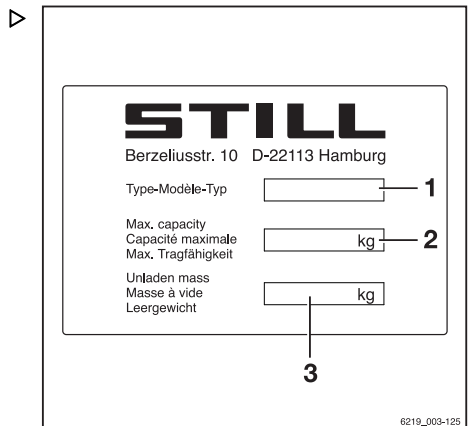 STILL
Berzeliusstr. 10 D-22113 Hamburg
Type-Modèle-Typ
1
Max. capacity
Capacité maximale
Max. Tragfähigkeit
kg
2
Unladen mass
Masse à vide
Leergewicht
kg
3
6219_003-125